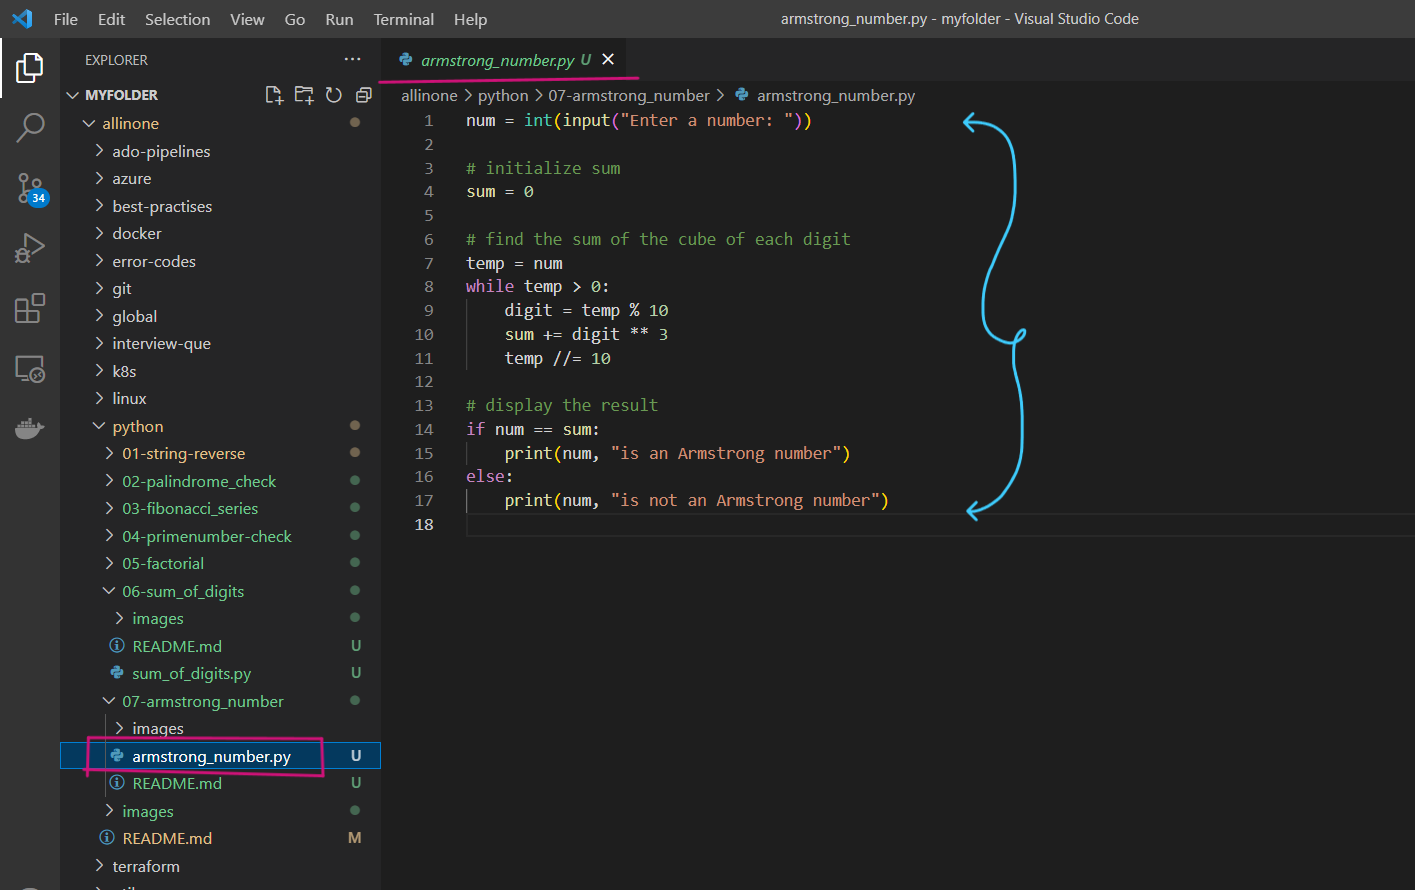 File Edit Selection View Go Run Terminal Help
armstrong_number.py - myfolder - Visual Studio Code
EXPLORER
MYFOLDER
allinone
ado-pipelines
azure
best-practises
docker
error-codes
git
global
interview-que
k8s
linux
python
01-string-reverse
02-palindrome_check
03-fibonacci_series
04-primenumber-check
05-factorial
06-sum_of_digits
images
README.md U
sum_of_digits.py U
07-armstrong_number
images
armstrong_number.py U
README.md U
images
README.md M
terraform
34
armstrong_number.py U
allinone > python > 07-armstrong_number > armstrong_number.py
1 num = int(input("Enter a number: "))
2
3 # initialize sum
4 sum = 0
5
6 # find the sum of the cube of each digit
7 temp = num
8 while temp > 0:
9 digit = temp % 10
10 sum += digit ** 3
11 temp //= 10
12
13 # display the result
14 if num == sum:
15 print(num, "is an Armstrong number")
16 else:
17 print(num, "is not an Armstrong number")
18